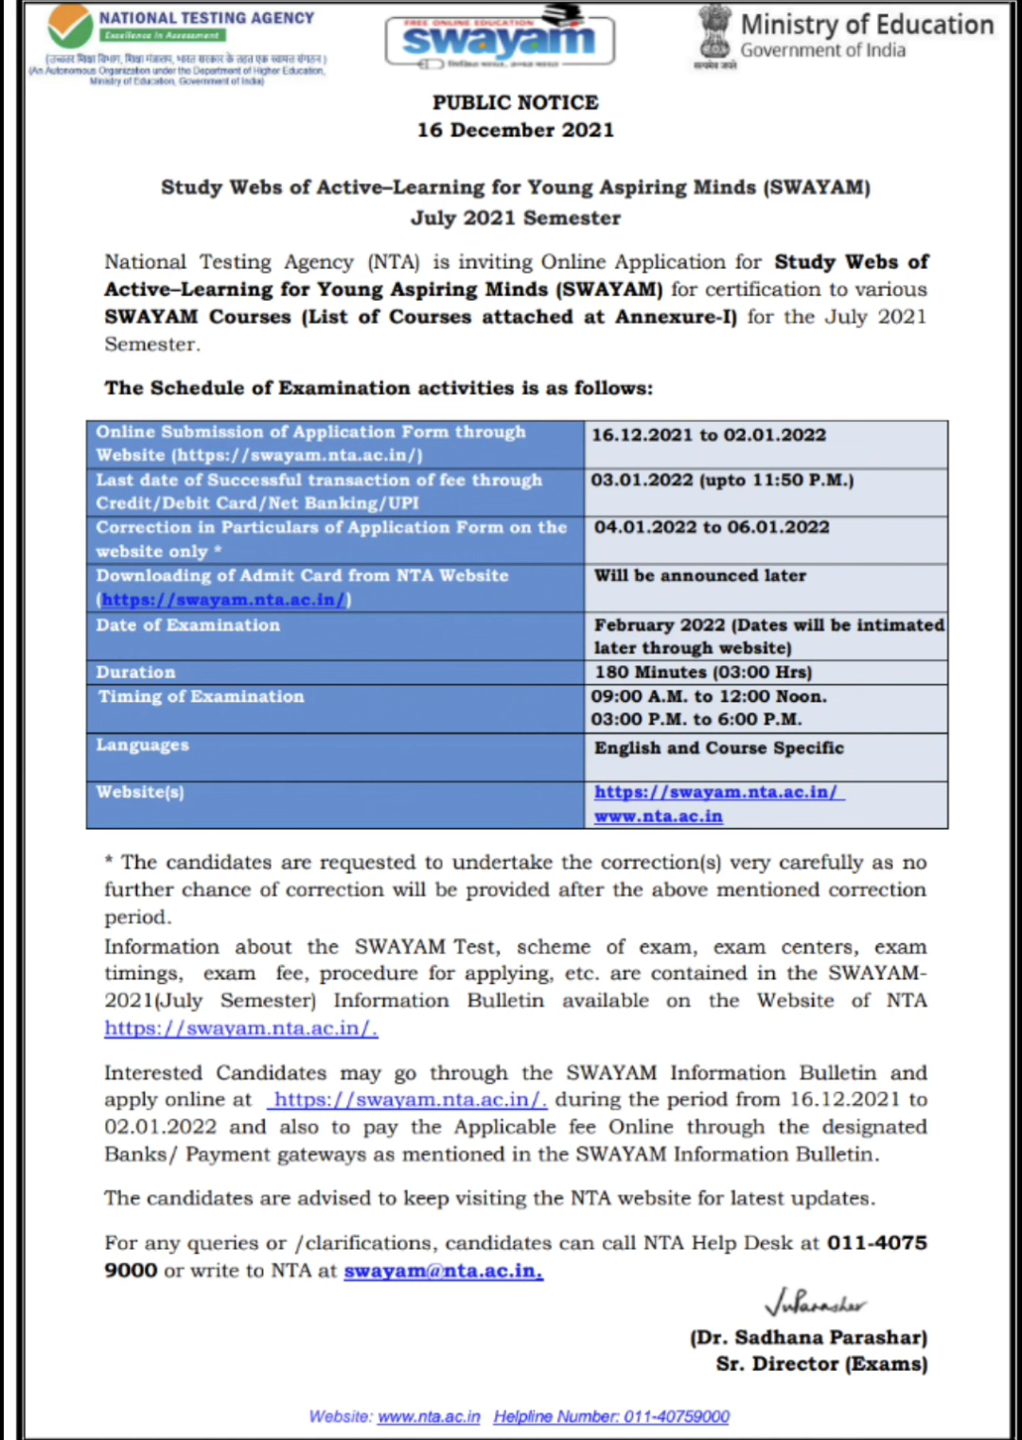 NATIONAL TESTING AGENCY
Excellence in Assessment
(उच्चतर शिक्षा विभाग, शिक्षा मंत्रालय, भारत सरकार के तहत एक स्वायत्त संगठन)
(An Autonomous Organization under the Department of Higher Education,
Ministry of Education, Government of India)
FREE ONLINE EDUCATION
swayam
Ministry of Education
Government of India
सत्यमेव जयते
PUBLIC NOTICE
16 December 2021
Study Webs of Active–Learning for Young Aspiring Minds (SWAYAM)
July 2021 Semester
National Testing Agency (NTA) is inviting Online Application for Study Webs of
Active–Learning for Young Aspiring Minds (SWAYAM) for certification to various
SWAYAM Courses (List of Courses attached at Annexure-I) for the July 2021
Semester.
The Schedule of Examination activities is as follows:
Online Submission of Application Form through
Website (https://swayam.nta.ac.in/)
16.12.2021 to 02.01.2022
Last date of Successful transaction of fee through
Credit/Debit Card/Net Banking/UPI
03.01.2022 (upto 11:50 P.M.)
Correction in Particulars of Application Form on the
website only *
04.01.2022 to 06.01.2022
Downloading of Admit Card from NTA Website
(https://swayam.nta.ac.in/)
Will be announced later
Date of Examination
February 2022 (Dates will be intimated
later through website)
Duration
180 Minutes (03:00 Hrs)
Timing of Examination
09:00 A.M. to 12:00 Noon.
03:00 P.M. to 6:00 P.M.
Languages
English and Course Specific
Website(s)
https://swayam.nta.ac.in/
www.nta.ac.in
* The candidates are requested to undertake the correction(s) very carefully as no
further chance of correction will be provided after the above mentioned correction
period.
Information about the SWAYAM Test, scheme of exam, exam centers, exam
timings, exam fee, procedure for applying, etc. are contained in the SWAYAM-
2021(July Semester) Information Bulletin available on the Website of NTA
https://swayam.nta.ac.in/.
Interested Candidates may go through the SWAYAM Information Bulletin and
apply online at https://swayam.nta.ac.in/. during the period from 16.12.2021 to
02.01.2022 and also to pay the Applicable fee Online through the designated
Banks/ Payment gateways as mentioned in the SWAYAM Information Bulletin.
The candidates are advised to keep visiting the NTA website for latest updates.
For any queries or /clarifications, candidates can call NTA Help Desk at 011-4075
9000 or write to NTA at swayam@nta.ac.in.
(Dr. Sadhana Parashar)
Sr. Director (Exams)
Website: www.nta.ac.in Helpline Number: 011-40759000